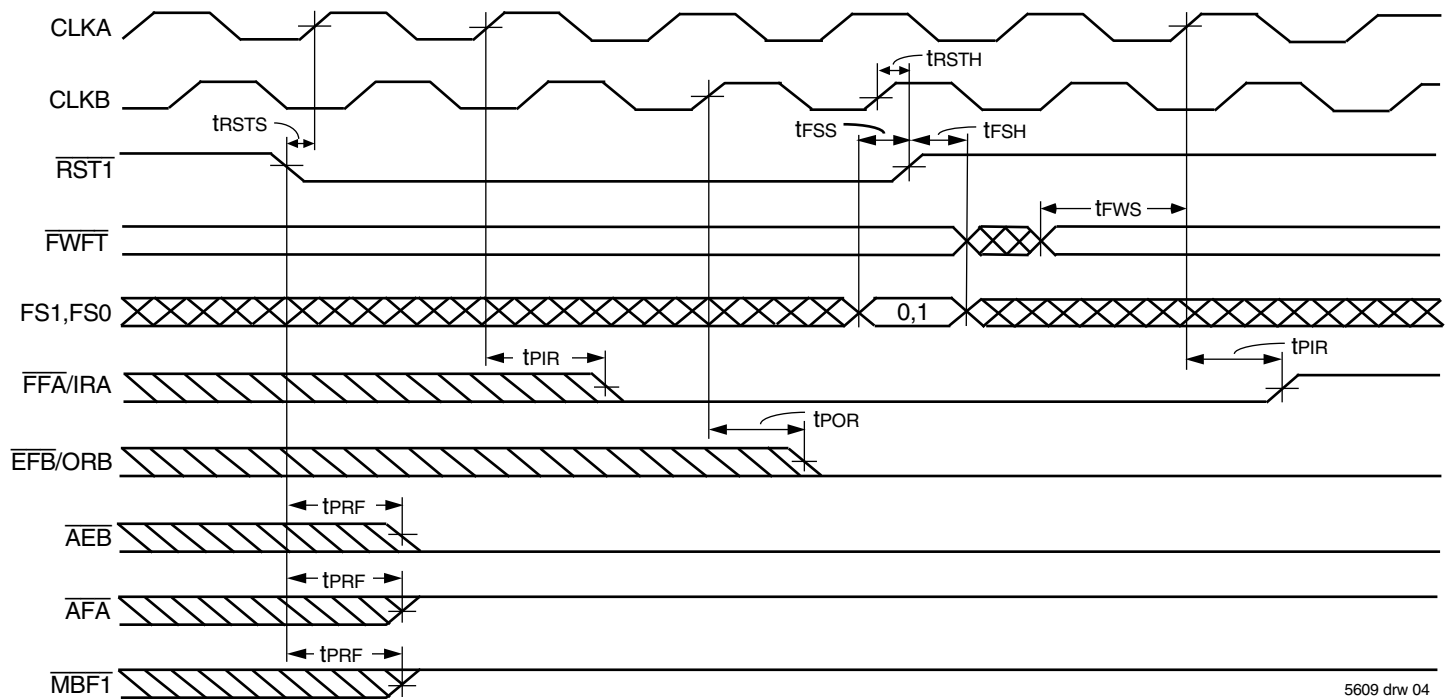 CLKA
tRSTH
CLKB
tRSTS
tFSS
tFSH
RST1
tFWS
FWFT
FS1,FS0
0,1
tPIR
tPIR
FFA/IRA
tPOR
EFB/ORB
tPRF
AEB
tPRF
AFA
tPRF
MBF1
5609 drw 04